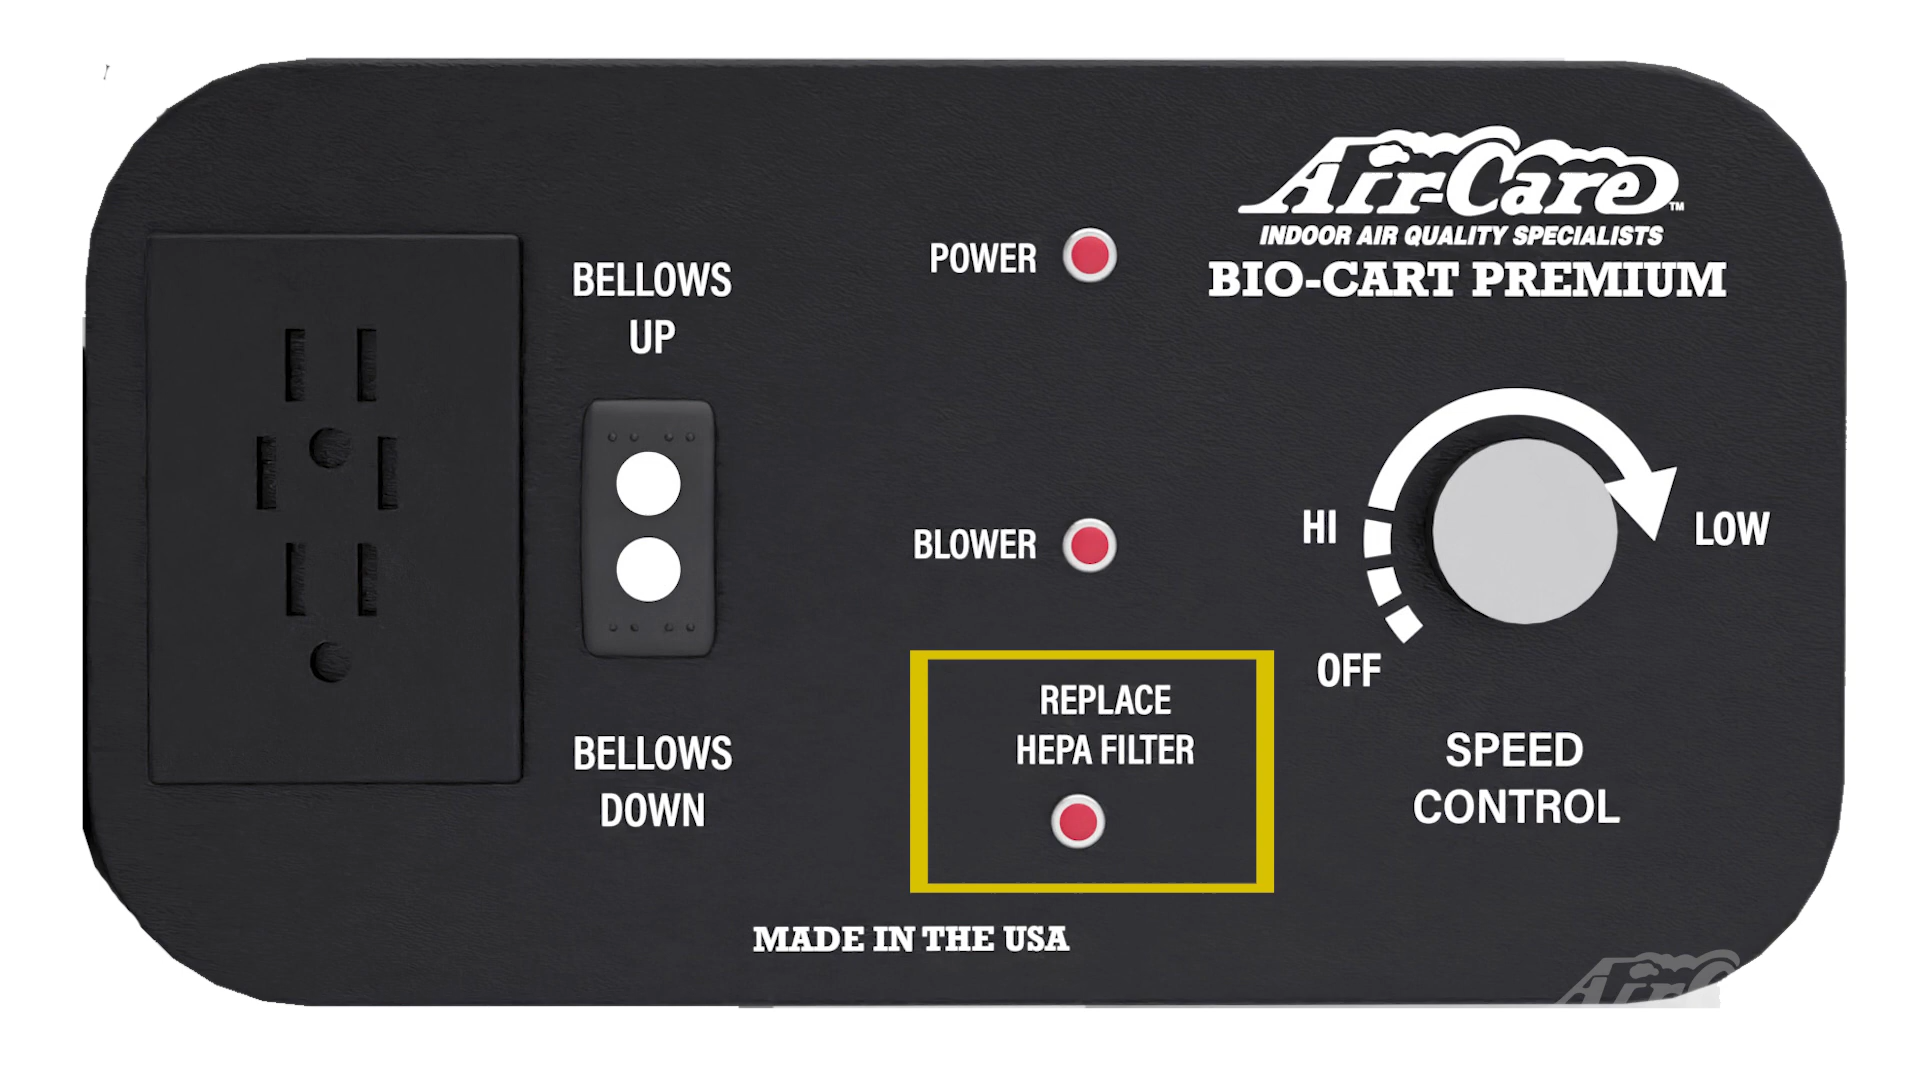 Air-Care™
INDOOR AIR QUALITY SPECIALISTS
BIO-CART PREMIUM
POWER
BELLOWS
UP
BLOWER
HI
LOW
OFF
REPLACE
HEPA FILTER
SPEED
CONTROL
BELLOWS
DOWN
MADE IN THE USA